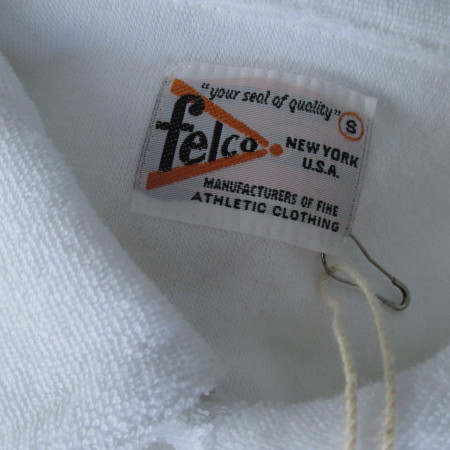 "your seal of quality"
S
felco
NEW YORK
U.S.A.
MANUFACTURERS OF FINE
ATHLETIC CLOTHING